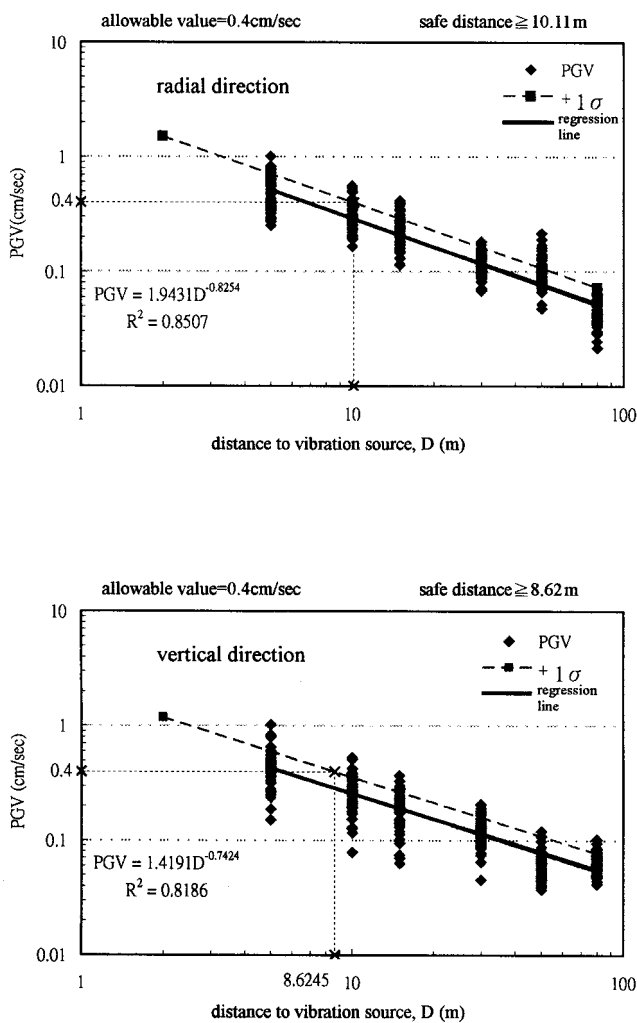 allowable value=0.4cm/sec safe distance≧10.11m
10
radial direction
PGV
+ 1 σ
regression
line
1
0.4
PGV(cm/sec)
0.1
PGV = 1.9431D^-0.8254
R² = 0.8507
0.01
1 10 100
distance to vibration source, D (m)
allowable value=0.4cm/sec safe distance≧8.62m
10
vertical direction
PGV
+ 1 σ
regression
line
1
0.4
PGV (cm/sec)
0.1
PGV = 1.4191D^-0.7424
R² = 0.8186
0.01
1 8.6245 10 100
distance to vibration source, D (m)